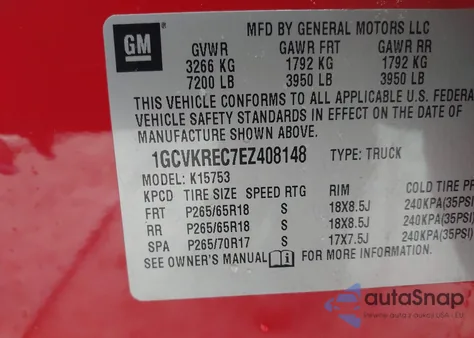 GM
MFD BY GENERAL MOTORS LLC
GVWR GAWR FRT GAWR RR
3266 KG 1792 KG 1792 KG
7200 LB 3950 LB 3950 LB
THIS VEHICLE CONFORMS TO ALL APPLICABLE U.S. FEDERA
VEHICLE SAFETY STANDARDS IN EFFECT ON THE DATE O
MANUFACTURE SHOWN ABOVE.
1GCVKREC7EZ408148 TYPE: TRUCK
MODEL: K15753
KPCD TIRE SIZE SPEED RTG RIM COLD TIRE P
FRT P265/65R18 S 18X8.5J 240KPA(35PSI)
RR P265/65R18 S 18X8.5J 240KPA(35PSI)
SPA P265/70R17 S 17X7.5J 240KPA(35PSI)
SEE OWNER'S MANUAL FOR MORE INFORMATION.
autoSnap